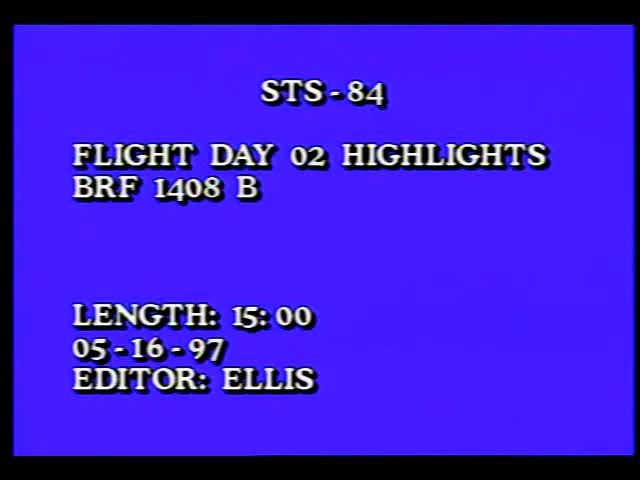 STS-84
FLIGHT DAY 02 HIGHLIGHTS
BRF 1408 B
LENGTH: 15:00
05-16-97
EDITOR: ELLIS